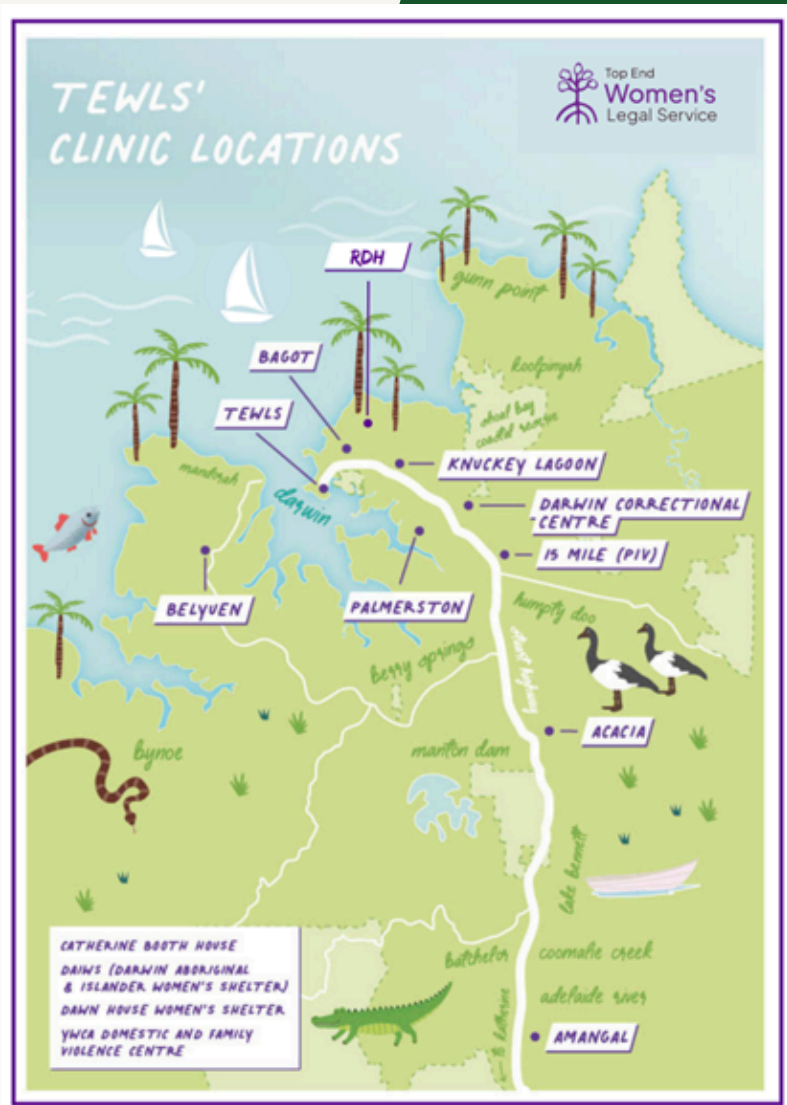 TEWLS'
CLINIC LOCATIONS
Top End
Women's
Legal Service
RDH
gunn point
BAGOT
koolpinyah
TEWLS
shoal bay
coastal reserve
mandorah
KNUCKEY LAGOON
darwin
DARWIN CORRECTIONAL
CENTRE
15 MILE (PIV)
BELYUEN
PALMERSTON
humpty doo
stuart highway
berry springs
ACACIA
bynoe
manton dam
lake bennett
CATHERINE BOOTH HOUSE
DAIWS (DARWIN ABORIGINAL
& ISLANDER WOMEN'S SHELTER)
DAWN HOUSE WOMEN'S SHELTER
YWCA DOMESTIC AND FAMILY
VIOLENCE CENTRE
batchelor
coomalie creek
adelaide river
to katherine
AMANGAL